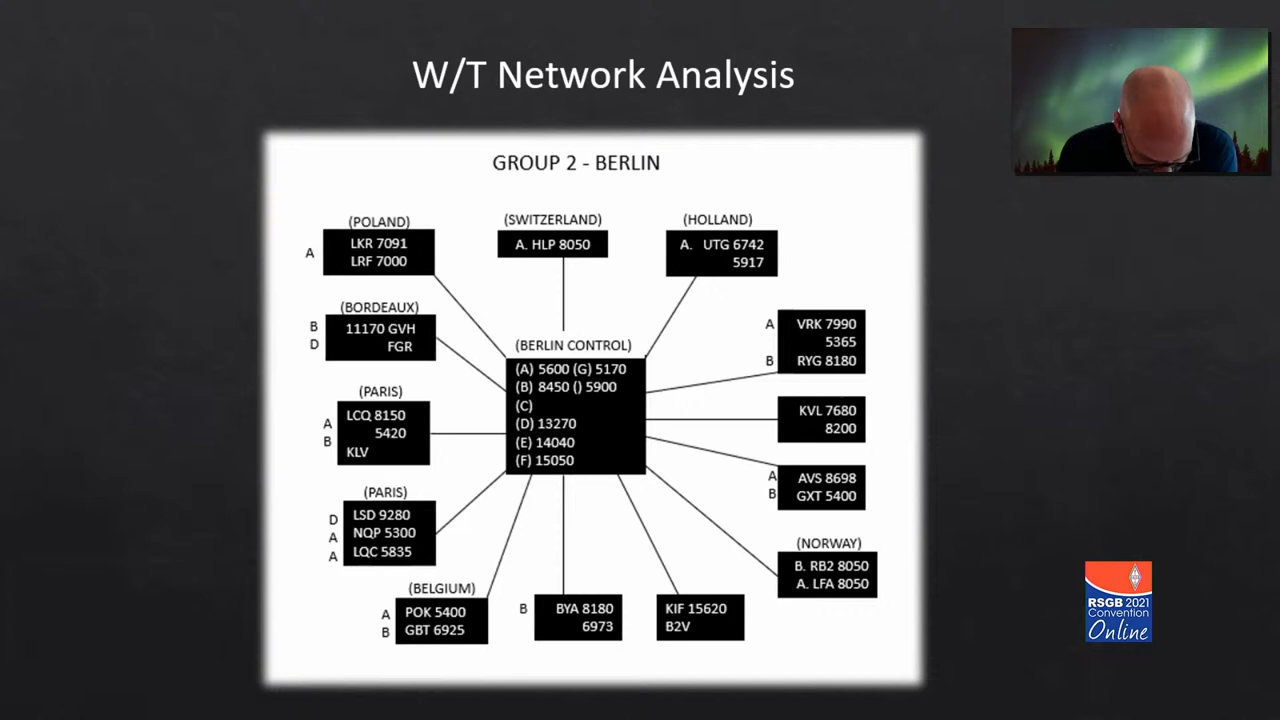 W/T Network Analysis
GROUP 2 - BERLIN
(POLAND)
A
LKR 7091
LRF 7000
(SWITZERLAND)
A. HLP 8050
(HOLLAND)
A. UTG 6742
5917
(BORDEAUX)
B
D
11170 GVH
FGR
(BERLIN CONTROL)
(A) 5600 (G) 5170
(B) 8450 () 5900
(C)
(D) 13270
(E) 14040
(F) 15050
A
B
VRK 7990
5365
RYG 8180
(PARIS)
A
B
LCQ 8150
5420
KLV
KVL 7680
8200
(PARIS)
D
A
A
LSD 9280
NQP 5300
LQC 5835
A
B
AVS 8698
GXT 5400
(NORWAY)
B. RB2 8050
A. LFA 8050
(BELGIUM)
A
B
POK 5400
GBT 6925
B
BYA 8180
6973
KIF 15620
B2V
RSGB 2021
Convention
Online